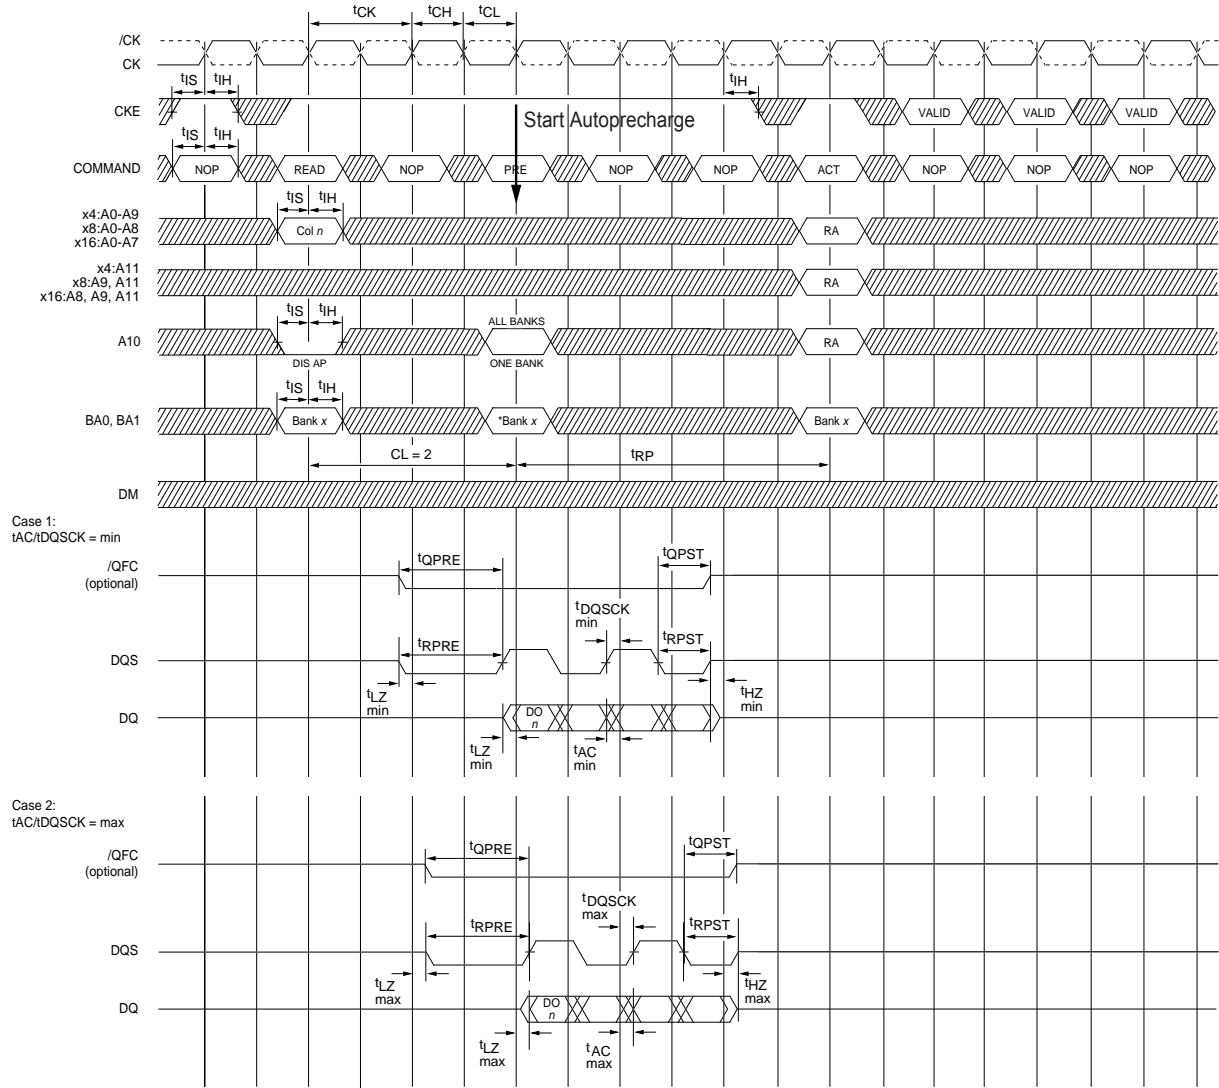 tCK tCH tCL
/CK
CK
tIS tIH tIH
CKE VALID VALID VALID
Start Autoprecharge
tIS tIH
COMMAND NOP READ NOP PRE NOP NOP ACT NOP NOP NOP
tIS tIH
x4:A0-A9
x8:A0-A8 Col n RA
x16:A0-A7
x4:A11
x8:A9, A11 RA
x16:A8, A9, A11
tIS tIH ALL BANKS
A10 RA
DIS AP ONE BANK
tIS tIH
BA0, BA1 Bank x *Bank x Bank x
CL = 2 tRP
DM
Case 1:
tAC/tDQSCK = min
/QFC tQPRE tQPST
(optional)
tDQSCK
min
DQS tRPRE tRPST
tLZ tHZ
min min
DQ DO
n
tLZ tAC
min min
Case 2:
tAC/tDQSCK = max
/QFC tQPRE tQPST
(optional)
tDQSCK
max
DQS tRPRE tRPST
tLZ tHZ
max max
DQ DO
n
tLZ tAC
max max